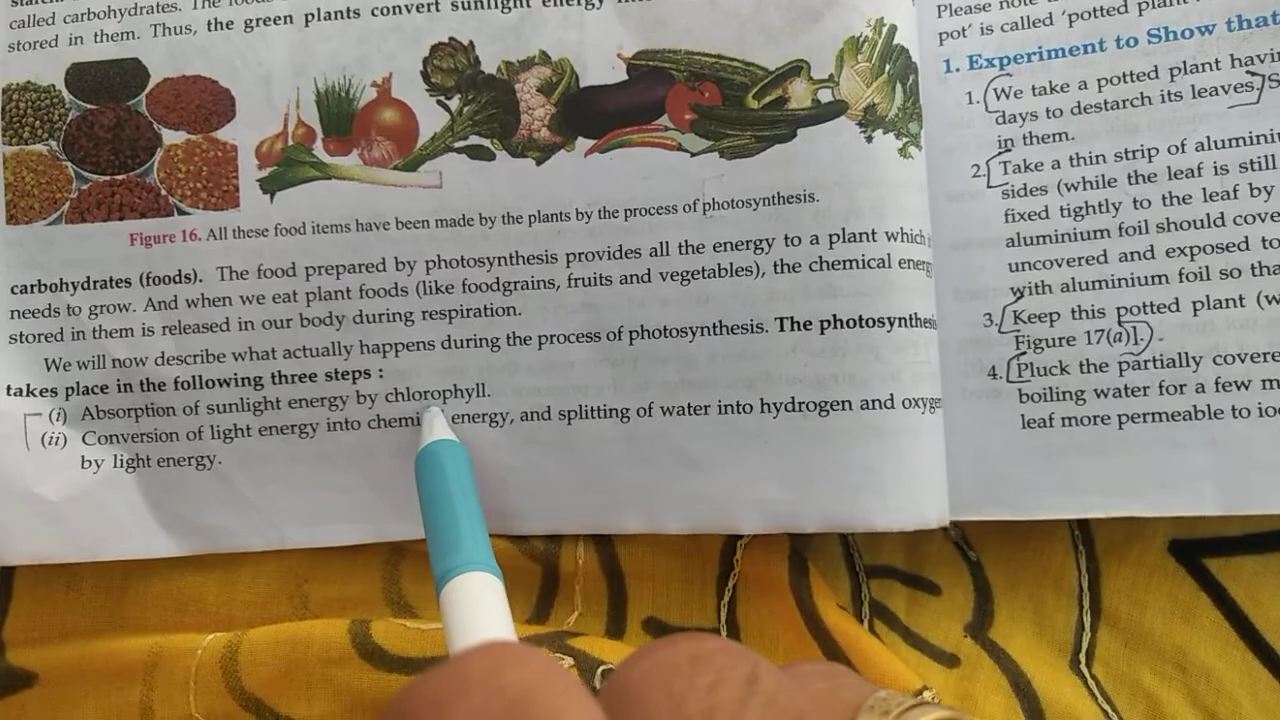 called carbohydrates. The
stored in them. Thus, the green plants convert sunlight energy
Figure 16. All these food items have been made by the plants by the process of photosynthesis.
carbohydrates (foods). The food prepared by photosynthesis provides all the energy to a plant which
needs to grow. And when we eat plant foods (like foodgrains, fruits and vegetables), the chemical energy
stored in them is released in our body during respiration.
We will now describe what actually happens during the process of photosynthesis. The photosynthesis
takes place in the following three steps :
(i) Absorption of sunlight energy by chlorophyll.
(ii) Conversion of light energy into chemi energy, and splitting of water into hydrogen and oxyge
by light energy.
Please note
pot' is called 'potted plan
1. Experiment to Show that
1. We take a potted plant havi
days to destarch its leaves. S
in them.
2. Take a thin strip of alumini
sides (while the leaf is still
fixed tightly to the leaf by
aluminium foil should cove
uncovered and exposed to
with aluminium foil so tha
3. Keep this potted plant (w
Figure 17(a)].
4. Pluck the partially covere
boiling water for a few m
leaf more permeable to io